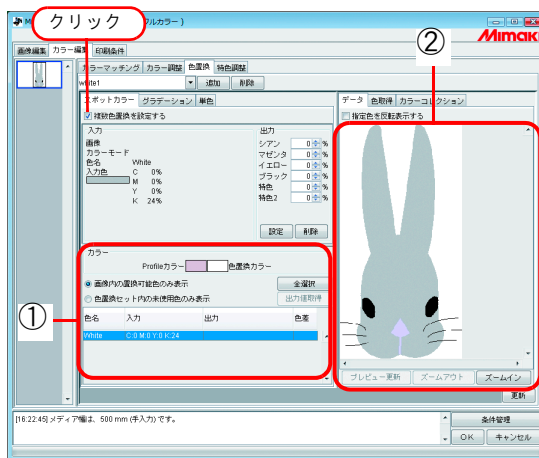 クリック
②
フルカラー )
Mimaki
画像編集 カラー編集 印刷条件
カラーマッチング カラー調整 色置換 特色調整
white1 追加 削除
スポットカラー グラデーション 単色
データ 色取得 カラーコレクション
複数色置換を設定する
指定色を反転表示する
入力
出力
画像
カラーモード
色名 White
入力色 C 0%
M 0%
Y 0%
K 24%
シアン 0 %
マゼンタ 0 %
イエロー 0 %
ブラック 0 %
特色 0 %
特色2 0 %
設定 削除
カラー
Profileカラー 色置換カラー
画像内の置換可能色のみ表示 全選択
色置換セット内の未使用色のみ表示 出力値取得
①
色名 入力 出力 色差
White C:0 M:0 Y:0 K:24
プレビュー更新 ズームアウト ズームイン
更新
[16:22:45] メディア幅は、500 mm (手入力) です。
条件管理
OK キャンセル